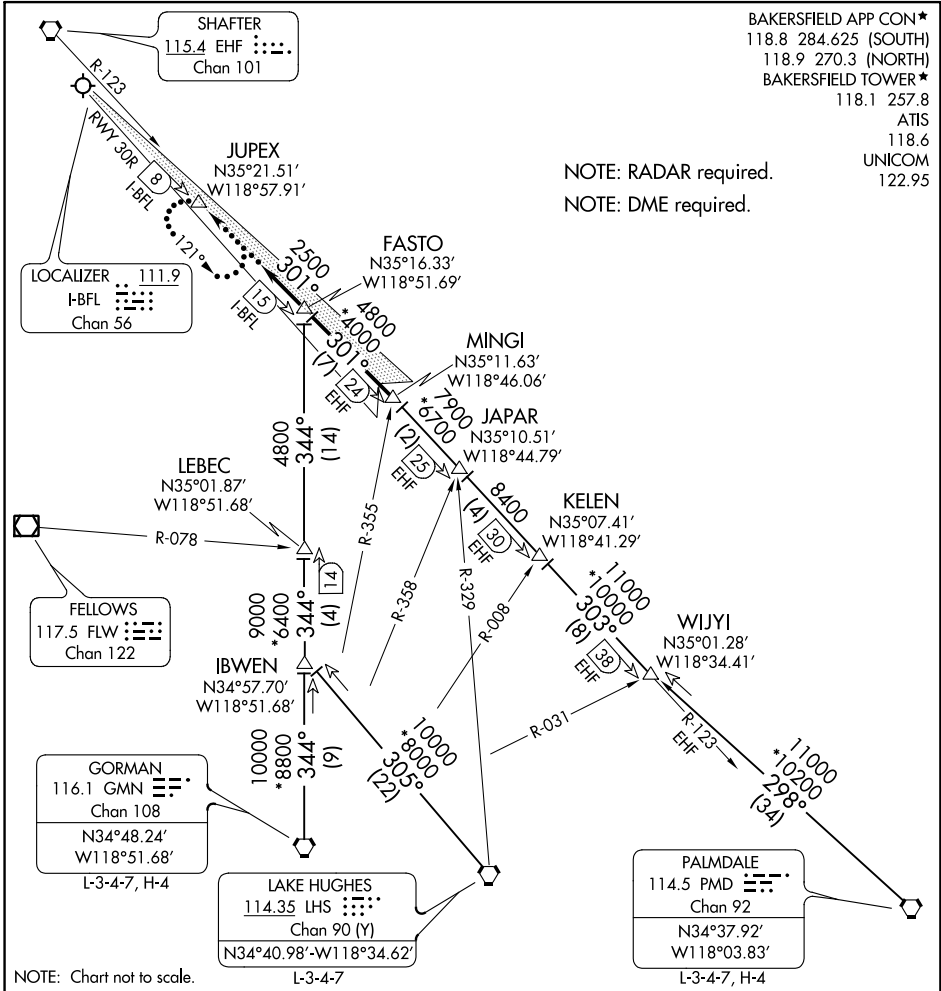 SHAFTER
115.4 EHF
Chan 101
BAKERSFIELD APP CON★
118.8 284.625 (SOUTH)
118.9 270.3 (NORTH)
BAKERSFIELD TOWER★
118.1 257.8
ATIS
118.6
UNICOM
122.95
NOTE: RADAR required.
NOTE: DME required.
R-123
RWY 30R
8
I-BFL
JUPEX
N35°21.51'
W118°57.91'
121°
LOCALIZER 111.9
I-BFL
Chan 56
2500
301°
15
I-BFL
FASTO
N35°16.33'
W118°51.69'
4800
*4000
301°
(7)
24
EHF
MINGI
N35°11.63'
W118°46.06'
7900
*6700
(2)
25
EHF
JAPAR
N35°10.51'
W118°44.79'
8400
(4)
30
EHF
KELEN
N35°07.41'
W118°41.29'
11000
*10000
303°
(8)
38
EHF
WIJYI
N35°01.28'
W118°34.41'
R-123
EHF
11000
*10200
298°
(34)
4800
344°
(14)
LEBEC
N35°01.87'
W118°51.68'
R-078
14
FELLOWS
117.5 FLW
Chan 122
9000
*6400
344°
(4)
IBWEN
N34°57.70'
W118°51.68'
R-355
R-358
R-329
R-008
R-031
10000
*8800
344°
(9)
10000
*8000
305°
(22)
GORMAN
116.1 GMN
Chan 108
N34°48.24'
W118°51.68'
L-3-4-7, H-4
LAKE HUGHES
114.35 LHS
Chan 90 (Y)
N34°40.98'-W118°34.62'
L-3-4-7
PALMDALE
114.5 PMD
Chan 92
N34°37.92'
W118°03.83'
L-3-4-7, H-4
NOTE: Chart not to scale.